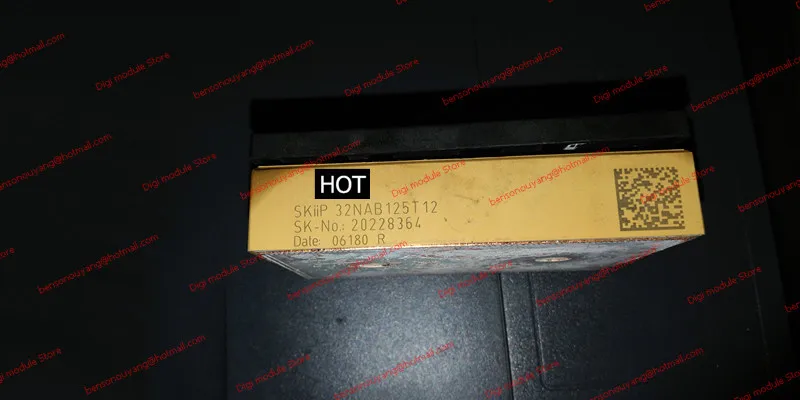 HOT
SKiiP 32NAB125T12
SK-No.: 20228364
Date: 06180 R
bensonouyang@hotmail.com
Digi module Store